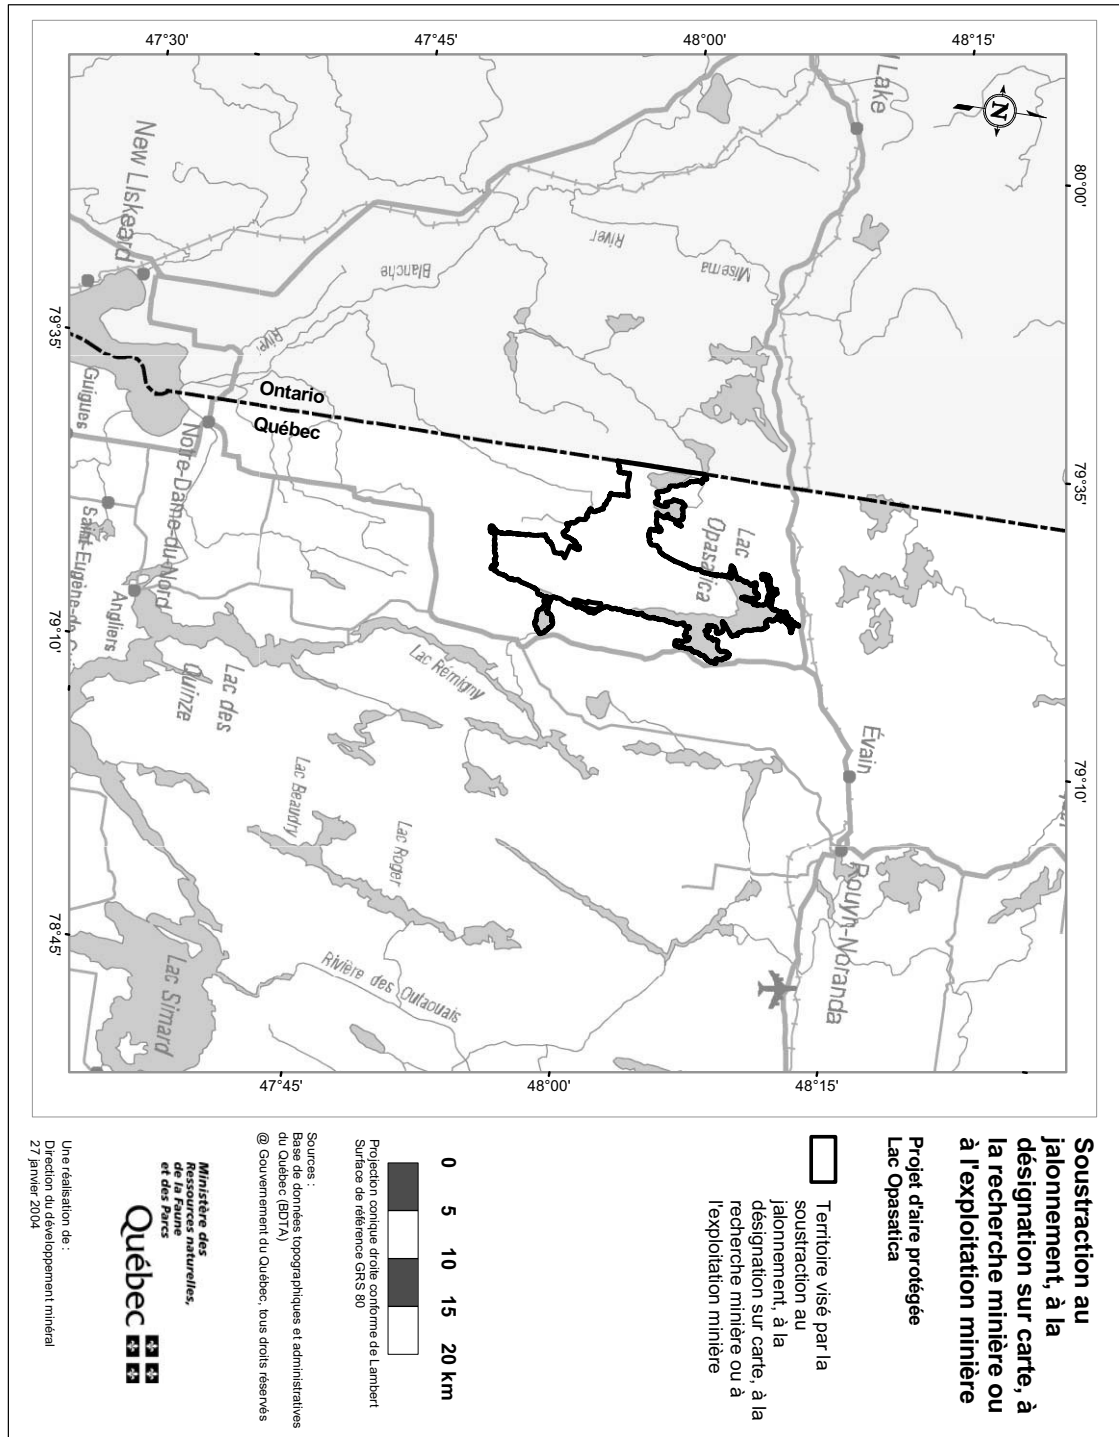 Soustraction au
jalonnement, à la
désignation sur carte, à
la recherche minière ou
à l'exploitation minière
Projet d'aire protégée
Lac Opasatica
Territoire visé par la
soustraction au
jalonnement, à la
désignation sur carte, à la
recherche minière ou à
l'exploitation minière
0 5 10 15 20 km
Projection conique droite conforme de Lambert
Surface de référence GRS 80
Sources :
Base de données topographiques et administratives
du Québec (BDTA)
@ Gouvernement du Québec, tous droits réservés
Ministère des
Ressources naturelles,
de la Faune
et des Parcs
Québec
Une réalisation de :
Direction du développement minéral
27 janvier 2004
80°00'
79°35'
79°10'
48°15'
48°00'
47°45'
47°30'
79°35'
79°10'
78°45'
48°15'
48°00'
47°45'
N
Lake
Misema
River
Blanche
River
New Liskeard
Ontario
Québec
Guigues
Notre-Dame-du-Nord
Angliers
Lac
Opasatica
Évain
Rouyn-Noranda
Lac Rémigny
Lac des
Quinze
Lac Beaudry
Lac Roger
Rivière des Outaouais
Lac Simard